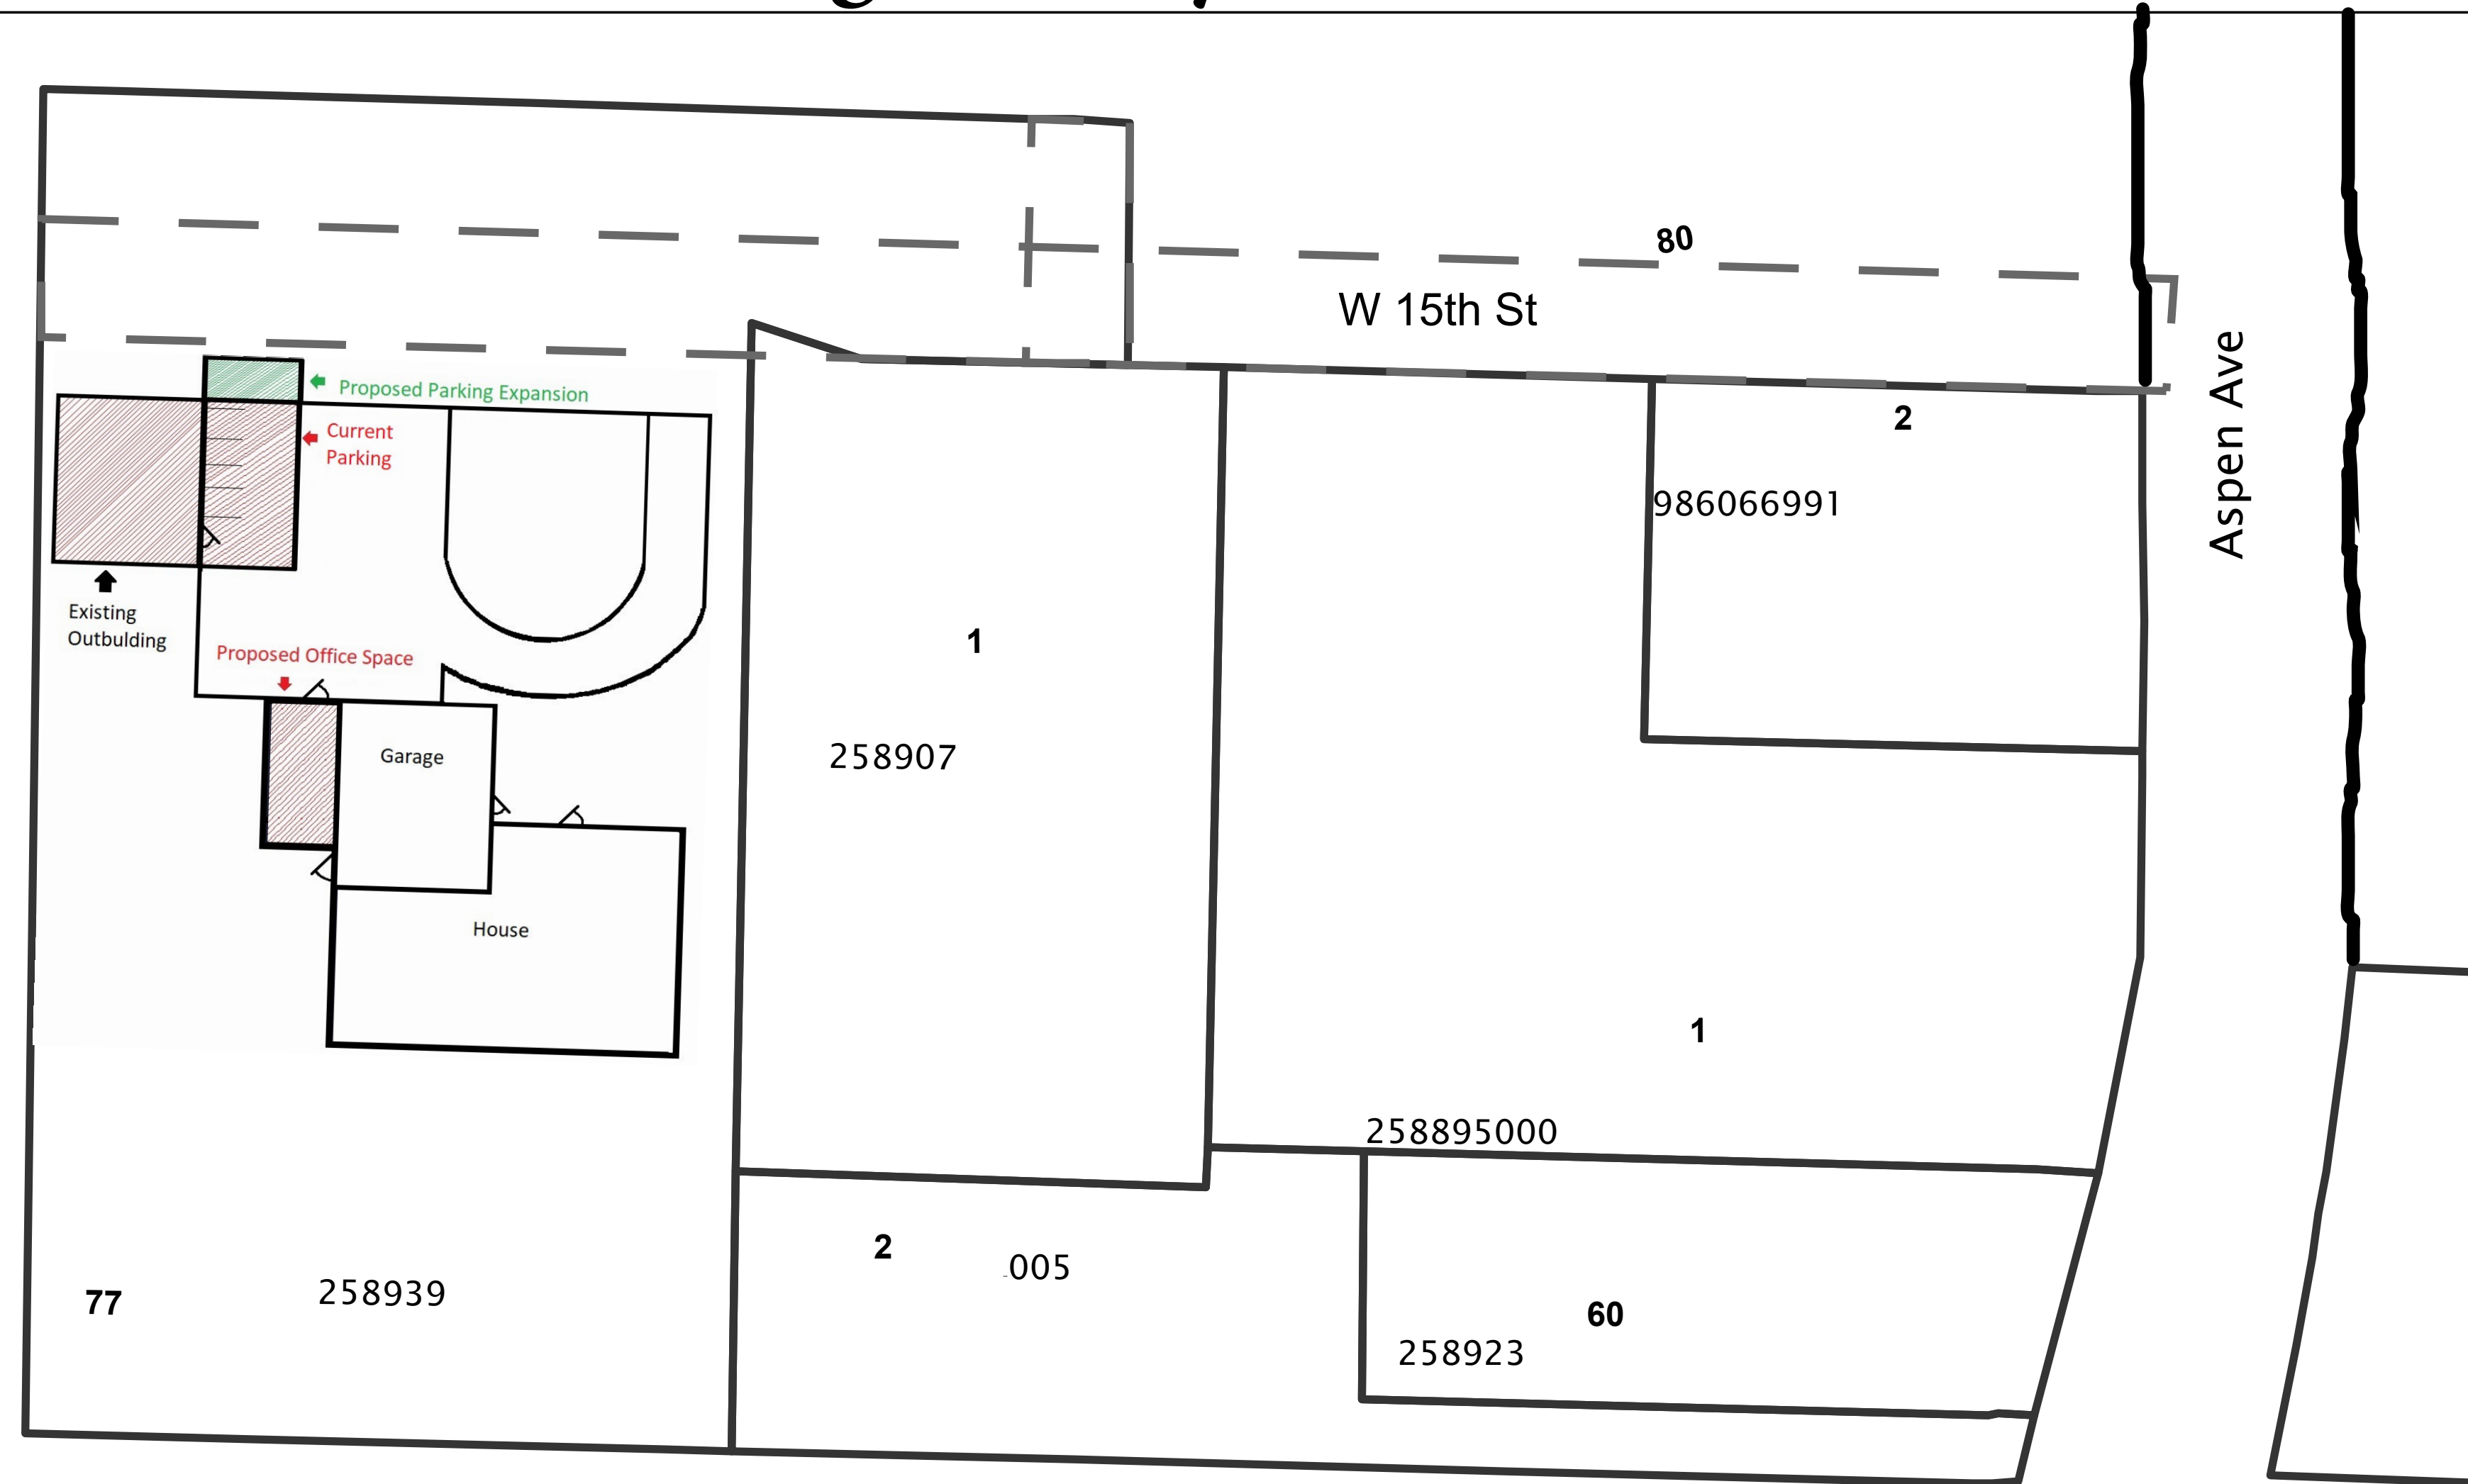 80
W 15th St
Aspen Ave
Proposed Parking Expansion
Current
Parking
2
986066991
Existing
Outbulding
Proposed Office Space
1
Garage
258907
House
1
258895000
2
005
77
258939
60
258923